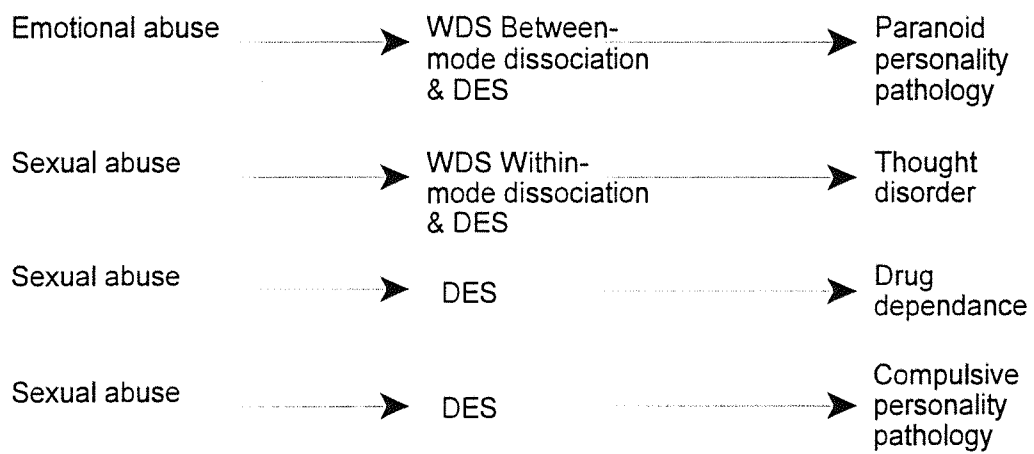 Emotional abuse
WDS Between-
mode dissociation
& DES
Paranoid
personality
pathology
Sexual abuse
WDS Within-
mode dissociation
& DES
Thought
disorder
Sexual abuse
DES
Drug
dependance
Sexual abuse
DES
Compulsive
personality
pathology